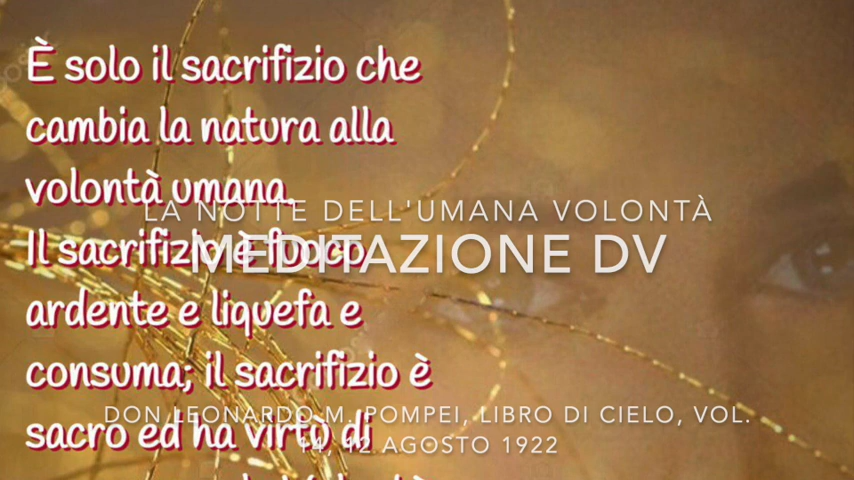 È solo il sacrifizio che
cambia la natura alla
volontà umana.
Il sacrifizio è fuoco
ardente e liquefa e
consuma; il sacrifizio è
sacro ed ha virtù di
LA NOTTE DELL'UMANA VOLONTÀ
MEDITAZIONE DV
DON LEONARDO M. POMPEI, LIBRO DI CIELO, VOL.
14, 12 AGOSTO 1922